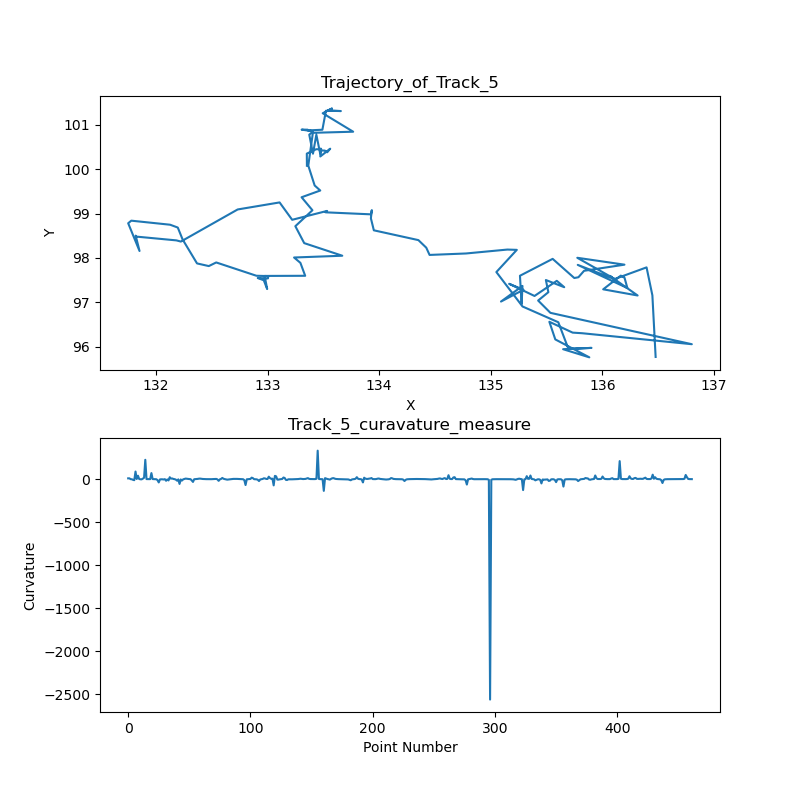 Trajectory_of_Track_5
101
100
99
98
97
96
Y
132 133 134 135 136 137
X
Track_5_curavature_measure
0
−500
−1000
−1500
−2000
−2500
Curvature
0 100 200 300 400
Point Number